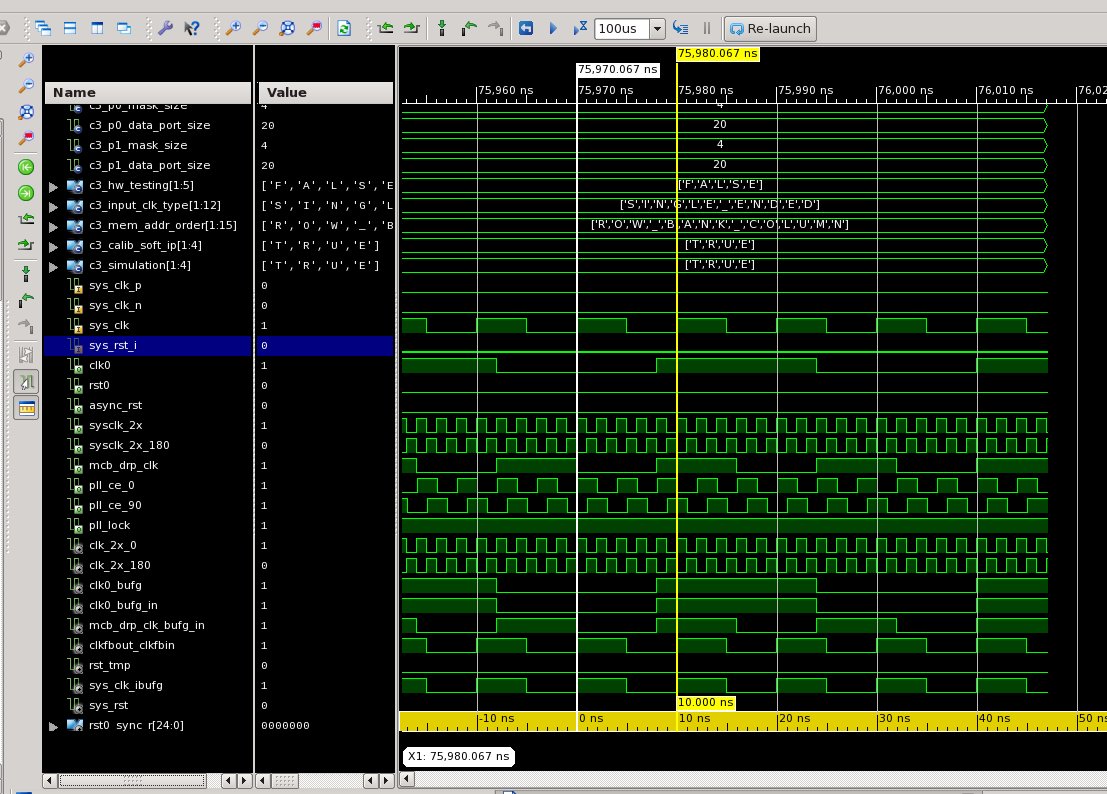 100us
Re-launch
75,980.067 ns
75,970.067 ns
75,960 ns 75,970 ns 75,980 ns 75,990 ns 76,000 ns 76,010 ns 76,02
Name Value
c3_p0_mask_size 4 4
c3_p0_data_port_size 20 20
c3_p1_mask_size 4 4
c3_p1_data_port_size 20 20
c3_hw_testing[1:5] ['F','A','L','S','E ['F','A','L','S','E']
c3_input_clk_type[1:12] ['S','I','N','G','L ['S','I','N','G','L','E','_','E','N','D','E','D']
c3_mem_addr_order[1:15] ['R','O','W','_','B ['R','O','W','_','B','A','N','K','_','C','O','L','U','M','N']
c3_calib_soft_ip[1:4] ['T','R','U','E'] ['T','R','U','E']
c3_simulation[1:4] ['T','R','U','E'] ['T','R','U','E']
sys_clk_p 0
sys_clk_n 0
sys_clk 1
sys_rst_i 0
clk0 1
rst0 0
async_rst 0
sysclk_2x 1
sysclk_2x_180 0
mcb_drp_clk 1
pll_ce_0 1
pll_ce_90 1
pll_lock 1
clk_2x_0 1
clk_2x_180 0
clk0_bufg 1
clk0_bufg_in 1
mcb_drp_clk_bufg_in 1
clkfbout_clkfbin 1
rst_tmp 0
sys_clk_ibufg 1
sys_rst 0
rst0_sync_r[24:0] 0000000
10.000 ns
-10 ns 0 ns 10 ns 20 ns 30 ns 40 ns 50 ns
X1: 75,980.067 ns